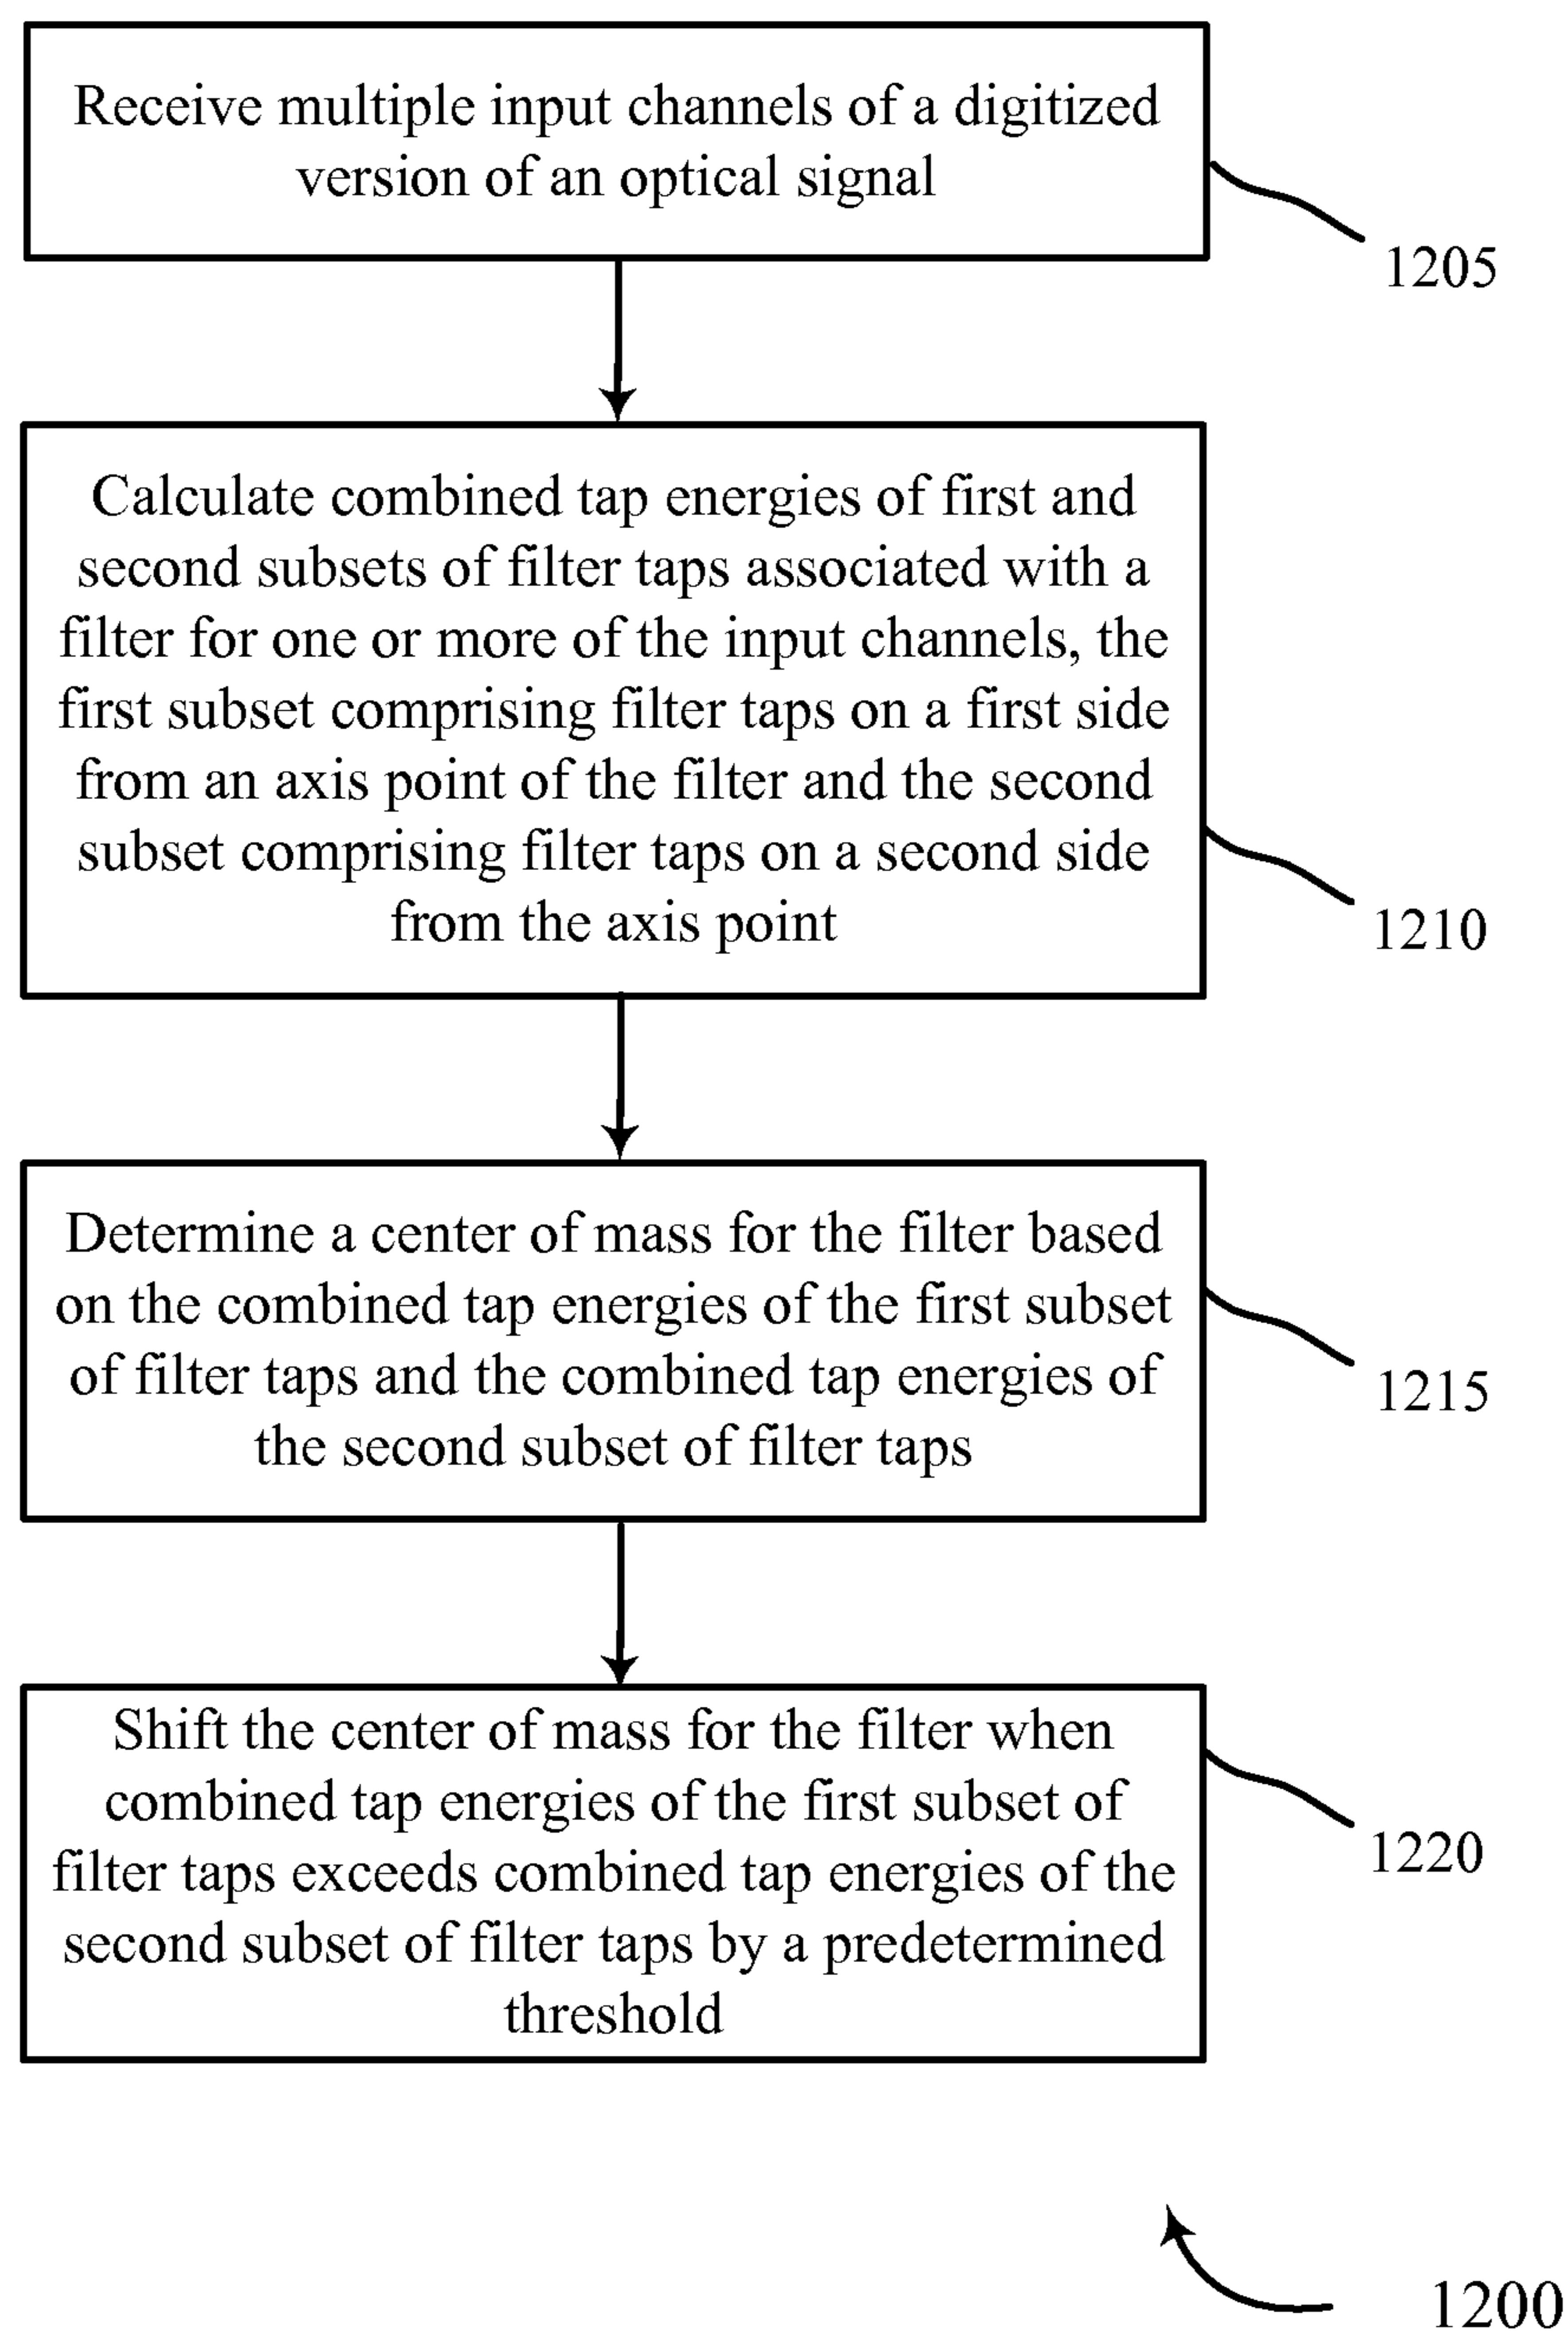 Receive multiple input channels of a digitized
version of an optical signal
1205
Calculate combined tap energies of first and
second subsets of filter taps associated with a
filter for one or more of the input channels, the
first subset comprising filter taps on a first side
from an axis point of the filter and the second
subset comprising filter taps on a second side
from the axis point
1210
Determine a center of mass for the filter based
on the combined tap energies of the first subset
of filter taps and the combined tap energies of
the second subset of filter taps
1215
Shift the center of mass for the filter when
combined tap energies of the first subset of
filter taps exceeds combined tap energies of the
second subset of filter taps by a predetermined
threshold
1220
1200